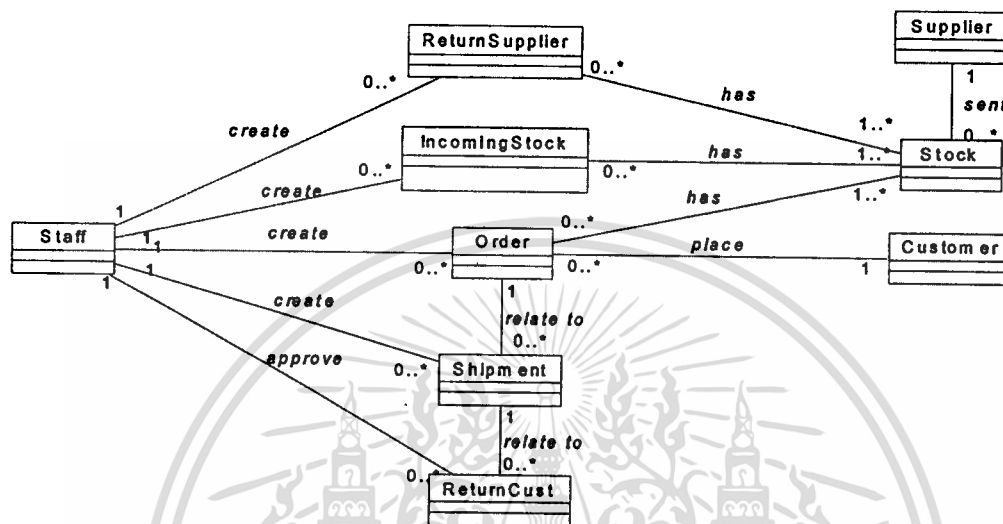 ReturnSupplier
Supplier
0..*
0..*
1
has
sent
create
1..*
0..*
IncomingStock
1..*
Stock
has
0..*
0..*
create
has
1..*
1
0..*
Staff
1
1
create
Order
place
Customer
0..*
0..*
1
1
1
1
create
relate to
0..*
approve
0..*
Shipment
1
relate to
0..*
0..*
ReturnCust